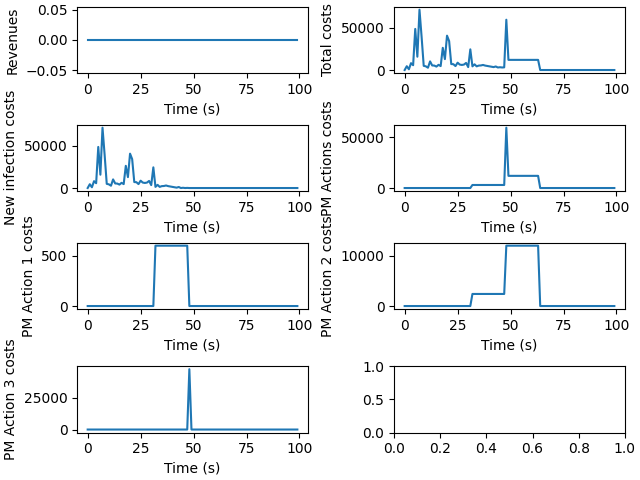 Revenues
0.05
0.00
−0.05
0 25 50 75 100
Time (s)
Total costs
50000
0
0 25 50 75 100
Time (s)
New infection costs
50000
0
0 25 50 75 100
Time (s)
PM Actions costs
50000
0
0 25 50 75 100
Time (s)
PM Action 1 costs
500
0
0 25 50 75 100
Time (s)
PM Action 2 costs
10000
0
0 25 50 75 100
Time (s)
PM Action 3 costs
25000
0
0 25 50 75 100
Time (s)
1.0
0.5
0.0
0.0 0.2 0.4 0.6 0.8 1.0